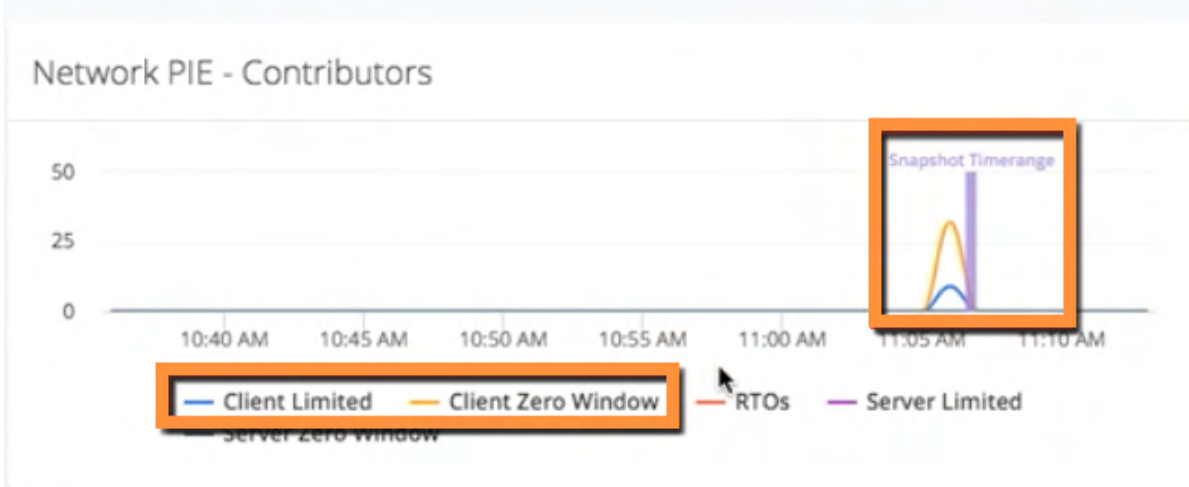 Network PIE - Contributors
Snapshot Timerange
50
25
0
10:40 AM 10:45 AM 10:50 AM 10:55 AM 11:00 AM 11:05 AM 11:10 AM
Client Limited Client Zero Window RTOs Server Limited
Server Zero Window